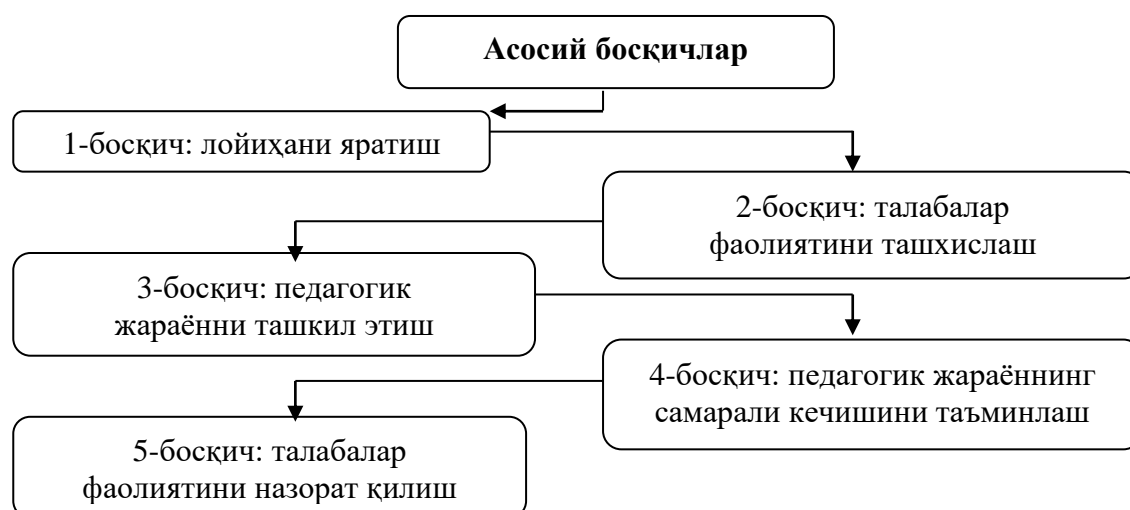 Асосий босқичлар
1-босқич: лойиҳани яратиш
2-босқич: талабалар
фаолиятини ташхислаш
3-босқич: педагогик
жараённи ташкил этиш
4-босқич: педагогик жараённинг
самарали кечишини таъминлаш
5-босқич: талабалар
фаолиятини назорат қилиш